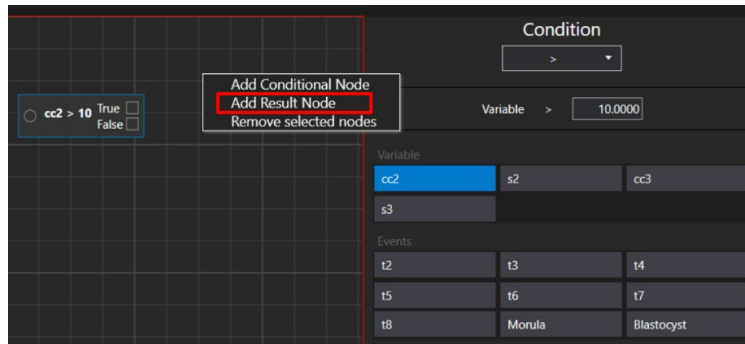 cc2 > 10 True
False
Add Conditional Node
Add Result Node
Remove selected nodes
Condition
>
Variable > 10.0000
Variable
cc2 s2 cc3
s3
Events
t2 t3 t4
t5 t6 t7
t8 Morula Blastocyst